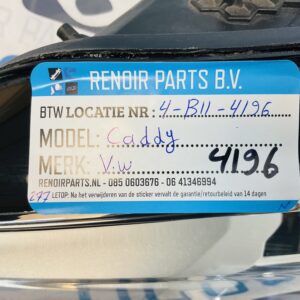 RENOIR PARTS B.V.
BTW LOCATIE NR: 4-B11-4196
MODEL: Caddy
MERK: V.W 4196
RENOIRPARTS.NL - 085 0603676 - 06 41346994
277 LETOP: Na het verwijderen van de sticker vervalt de garantie/retourbeleid van 14 dagen